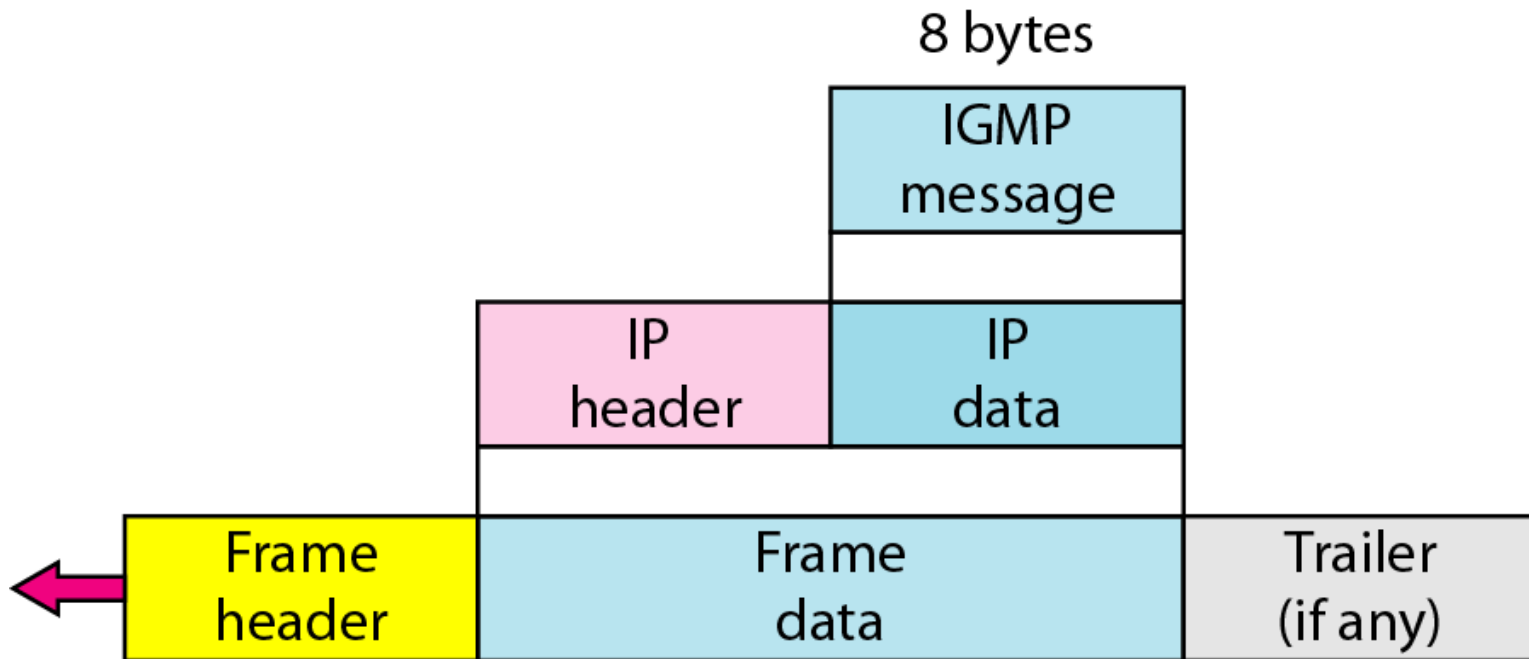 8 bytes
IGMP
message
IP
header
IP
data
Frame
header
Frame
data
Trailer
(if any)